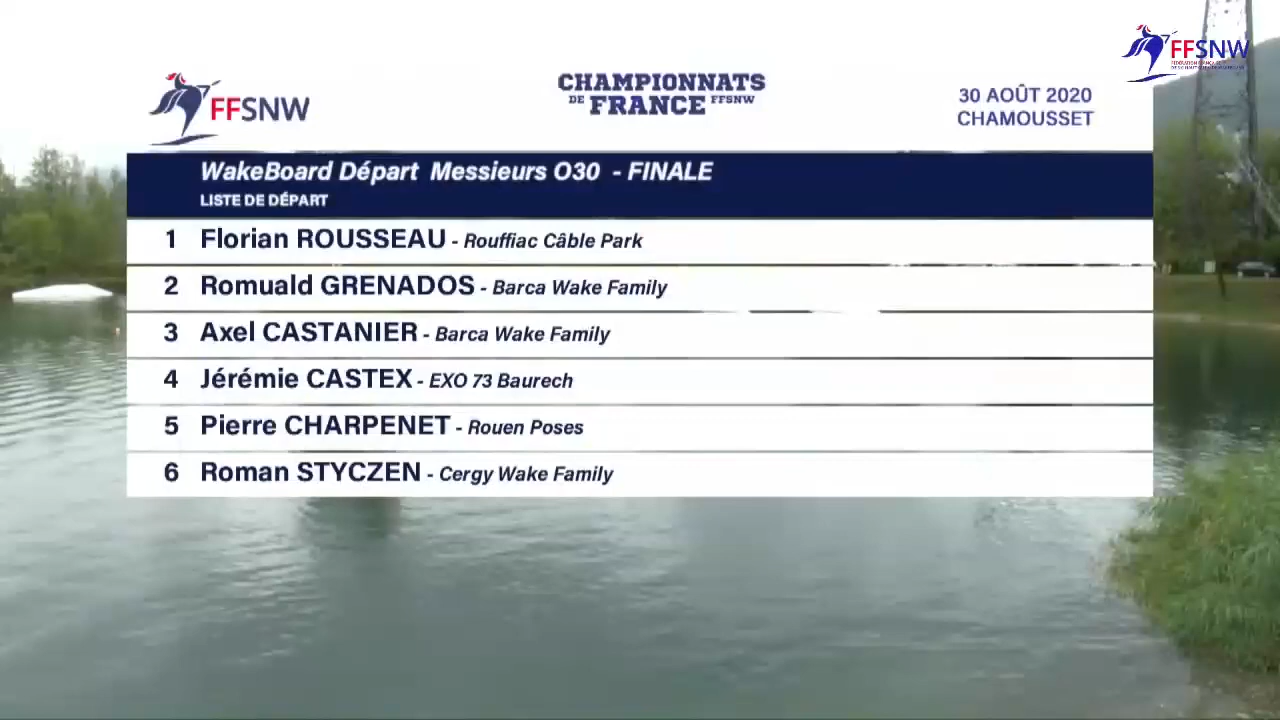 FFSNW
FFSNW
CHAMPIONNATS
DE FRANCE FFSNW
30 AOÛT 2020
CHAMOUSSET
WakeBoard Départ Messieurs O30 - FINALE
LISTE DE DÉPART
1 Florian ROUSSEAU - Rouffiac Câble Park
2 Romuald GRENADOS - Barca Wake Family
3 Axel CASTANIER - Barca Wake Family
4 Jérémie CASTEX - EXO 73 Baurech
5 Pierre CHARPENET - Rouen Poses
6 Roman STYCZEN - Cergy Wake Family